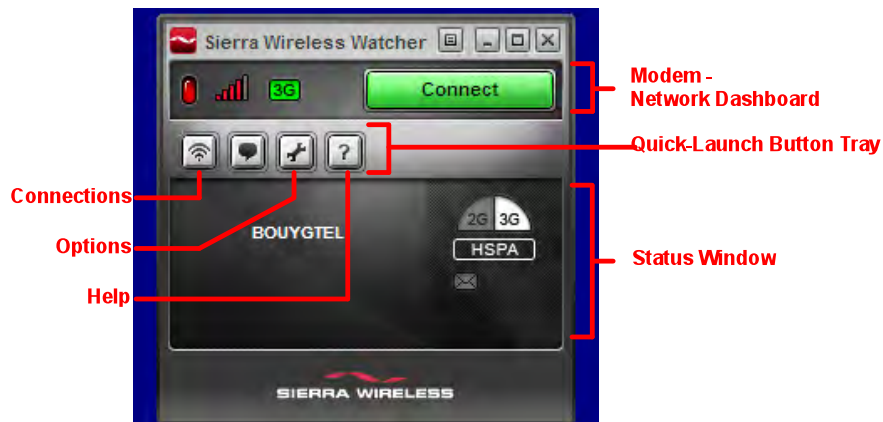 Sierra Wireless Watcher
3G
Connect
Modem -
Network Dashboard
Quick-Launch Button Tray
?
Connections
Options
Help
BOUYGTEL
2G 3G
HSPA
Status Window
SIERRA WIRELESS